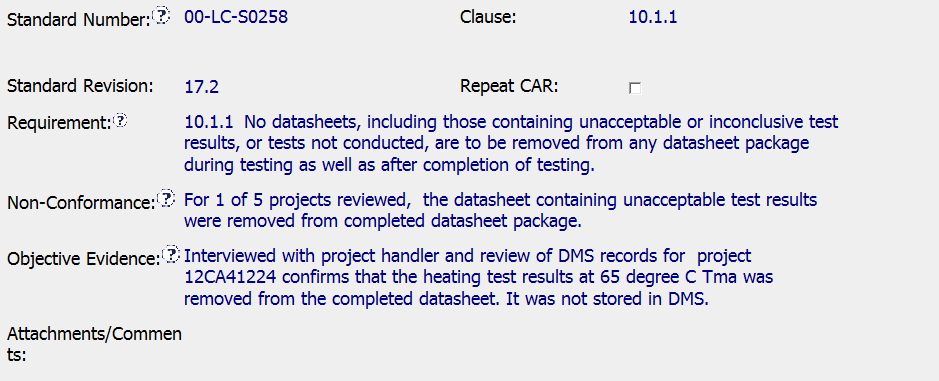 Standard Number:? 00-LC-S0258 Clause: 10.1.1
Standard Revision: 17.2 Repeat CAR:
Requirement:? 10.1.1 No datasheets, including those containing unacceptable or inconclusive test
results, or tests not conducted, are to be removed from any datasheet package
during testing as well as after completion of testing.
Non-Conformance:? For 1 of 5 projects reviewed, the datasheet containing unacceptable test results
were removed from completed datasheet package.
Objective Evidence:? Interviewed with project handler and review of DMS records for project
12CA41224 confirms that the heating test results at 65 degree C Tma was
removed from the completed datasheet. It was not stored in DMS.
Attachments/Commen
ts: